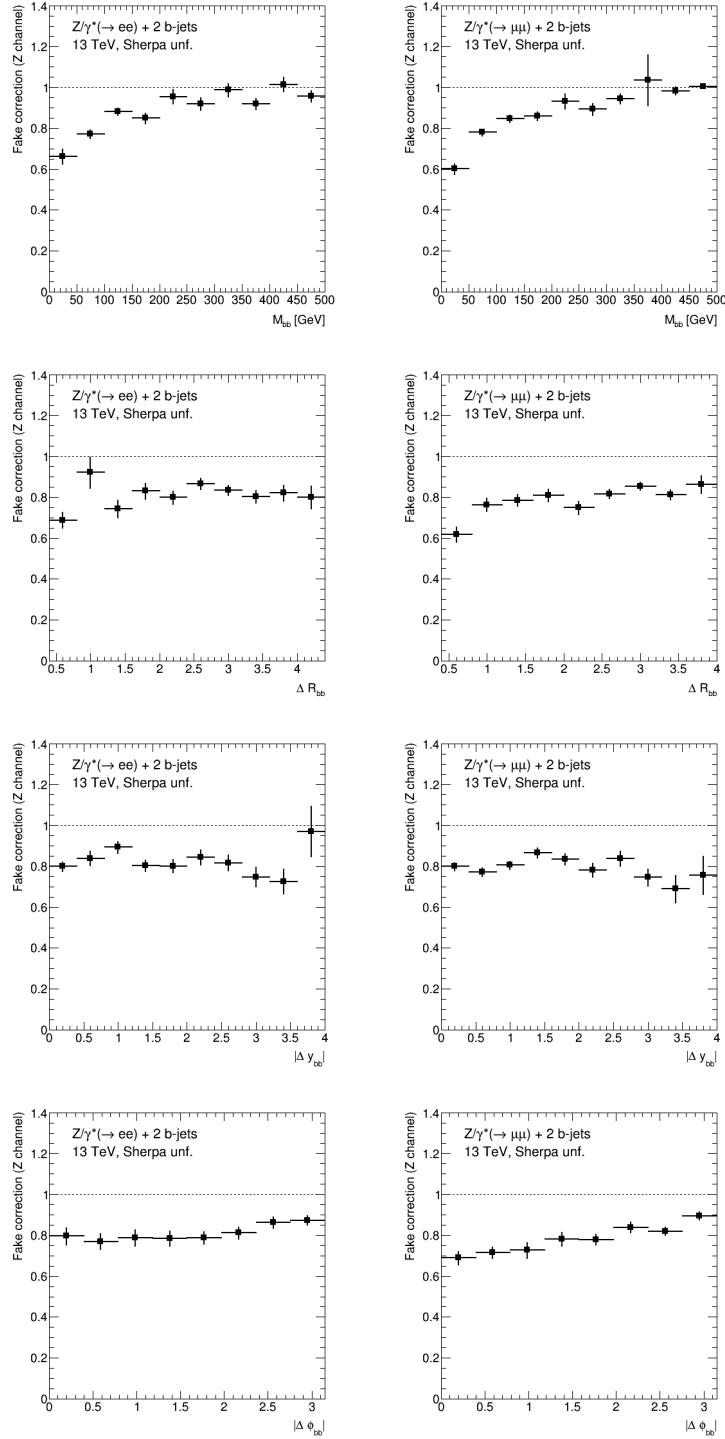 Fake correction (Z channel)
1.4
1.2
1
0.8
0.6
0.4
0.2
0
Z/γ*(→ ee) + 2 b-jets
13 TeV, Sherpa unf.
0 50 100 150 200 250 300 350 400 450 500
M_bb [GeV]
Fake correction (Z channel)
1.4
1.2
1
0.8
0.6
0.4
0.2
0
Z/γ*(→ μμ) + 2 b-jets
13 TeV, Sherpa unf.
0 50 100 150 200 250 300 350 400 450 500
M_bb [GeV]
Fake correction (Z channel)
1.4
1.2
1
0.8
0.6
0.4
0.2
0
Z/γ*(→ ee) + 2 b-jets
13 TeV, Sherpa unf.
0.5 1 1.5 2 2.5 3 3.5 4
Δ R_bb
Fake correction (Z channel)
1.4
1.2
1
0.8
0.6
0.4
0.2
0
Z/γ*(→ μμ) + 2 b-jets
13 TeV, Sherpa unf.
0.5 1 1.5 2 2.5 3 3.5 4
Δ R_bb
Fake correction (Z channel)
1.4
1.2
1
0.8
0.6
0.4
0.2
0
Z/γ*(→ ee) + 2 b-jets
13 TeV, Sherpa unf.
0 0.5 1 1.5 2 2.5 3 3.5 4
|Δ y_bb|
Fake correction (Z channel)
1.4
1.2
1
0.8
0.6
0.4
0.2
0
Z/γ*(→ μμ) + 2 b-jets
13 TeV, Sherpa unf.
0 0.5 1 1.5 2 2.5 3 3.5 4
|Δ y_bb|
Fake correction (Z channel)
1.4
1.2
1
0.8
0.6
0.4
0.2
0
Z/γ*(→ ee) + 2 b-jets
13 TeV, Sherpa unf.
0 0.5 1 1.5 2 2.5 3
|Δ ϕ_bb|
Fake correction (Z channel)
1.4
1.2
1
0.8
0.6
0.4
0.2
0
Z/γ*(→ μμ) + 2 b-jets
13 TeV, Sherpa unf.
0 0.5 1 1.5 2 2.5 3
|Δ ϕ_bb|